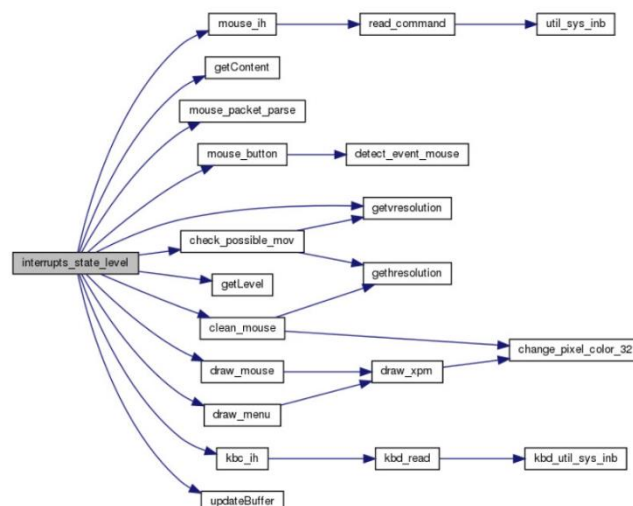 mouse_ih
read_command
util_sys_inb
getContent
mouse_packet_parse
mouse_button
detect_event_mouse
getvresolution
check_possible_mov
interrupts_state_level
gethresolution
getLevel
clean_mouse
change_pixel_color_32
draw_mouse
draw_xpm
draw_menu
kbc_ih
kbd_read
kbd_util_sys_inb
updateBuffer